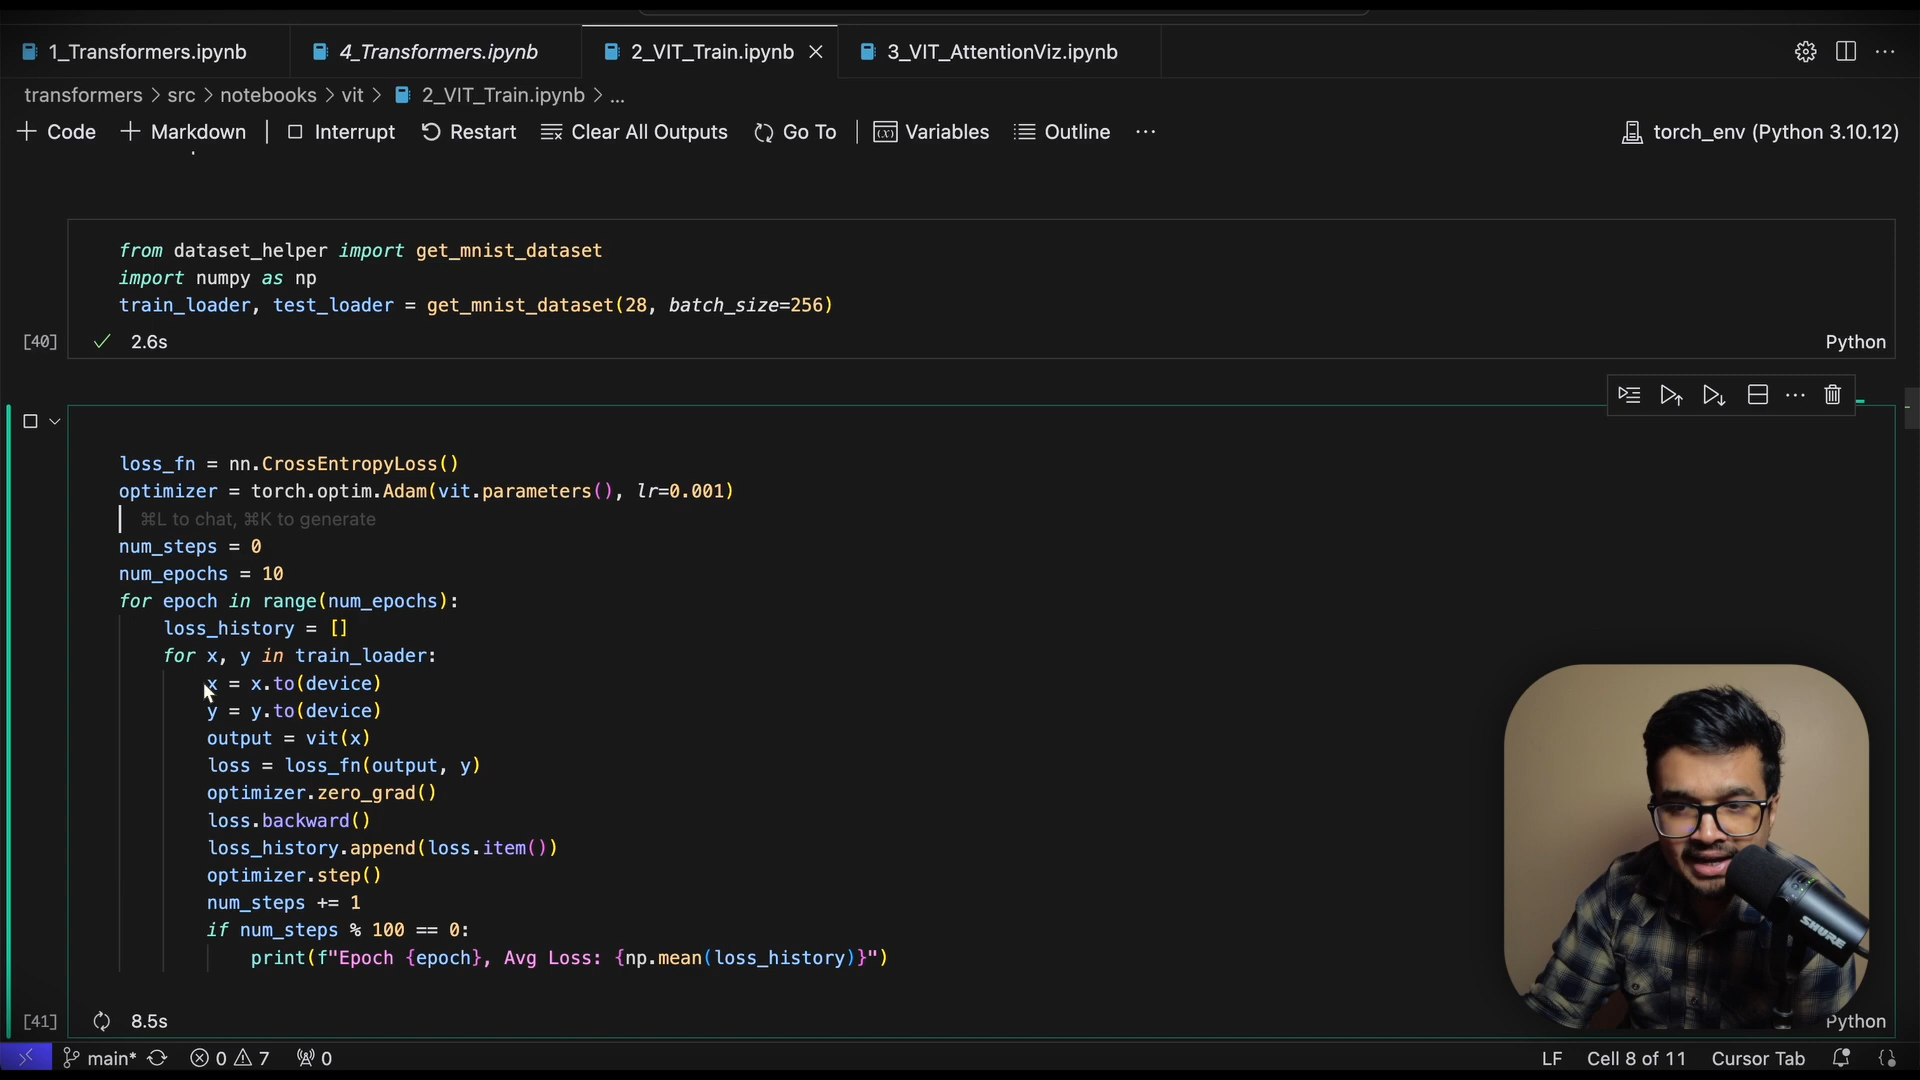 1_Transformers.ipynb 4_Transformers.ipynb 2_VIT_Train.ipynb 3_VIT_AttentionViz.ipynb
transformers > src > notebooks > vit > 2_VIT_Train.ipynb > ...
Code Markdown Interrupt Restart Clear All Outputs Go To Variables Outline ... torch_env (Python 3.10.12)
from dataset_helper import get_mnist_dataset
import numpy as np
train_loader, test_loader = get_mnist_dataset(28, batch_size=256)
[40] 2.6s Python
loss_fn = nn.CrossEntropyLoss()
optimizer = torch.optim.Adam(vit.parameters(), lr=0.001)
⌘L to chat, ⌘K to generate
num_steps = 0
num_epochs = 10
for epoch in range(num_epochs):
loss_history = []
for x, y in train_loader:
x = x.to(device)
y = y.to(device)
output = vit(x)
loss = loss_fn(output, y)
optimizer.zero_grad()
loss.backward()
loss_history.append(loss.item())
optimizer.step()
num_steps += 1
if num_steps % 100 == 0:
print(f"Epoch {epoch}, Avg Loss: {np.mean(loss_history)}")
SHURE
[41] 8.5s Python
main* 0 7 0 LF Cell 8 of 11 Cursor Tab